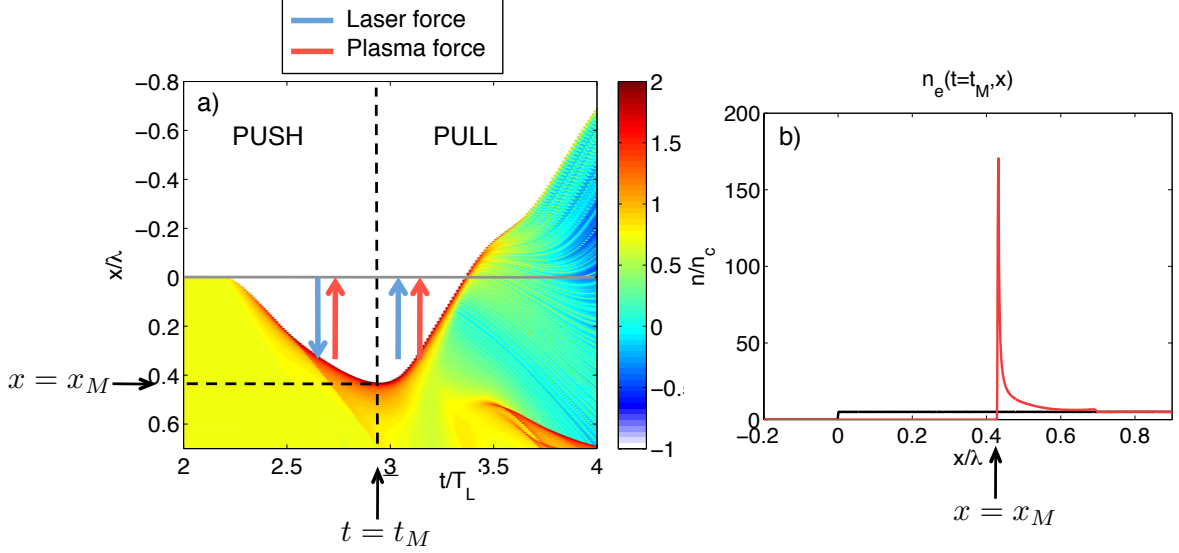 Laser force
Plasma force
a)
PUSH
PULL
−0.8
−0.6
−0.4
−0.2
0
0.2
0.4
0.6
x/λ
2
2.5
3
3.5
4
t/T_L
2
1.5
1
0.5
0
−0.5
−1
x = x_M
t = t_M
n_e(t=t_M,x)
b)
200
150
100
50
0
n/n_c
−0.2
0
0.2
0.4
0.6
0.8
x/λ
x = x_M